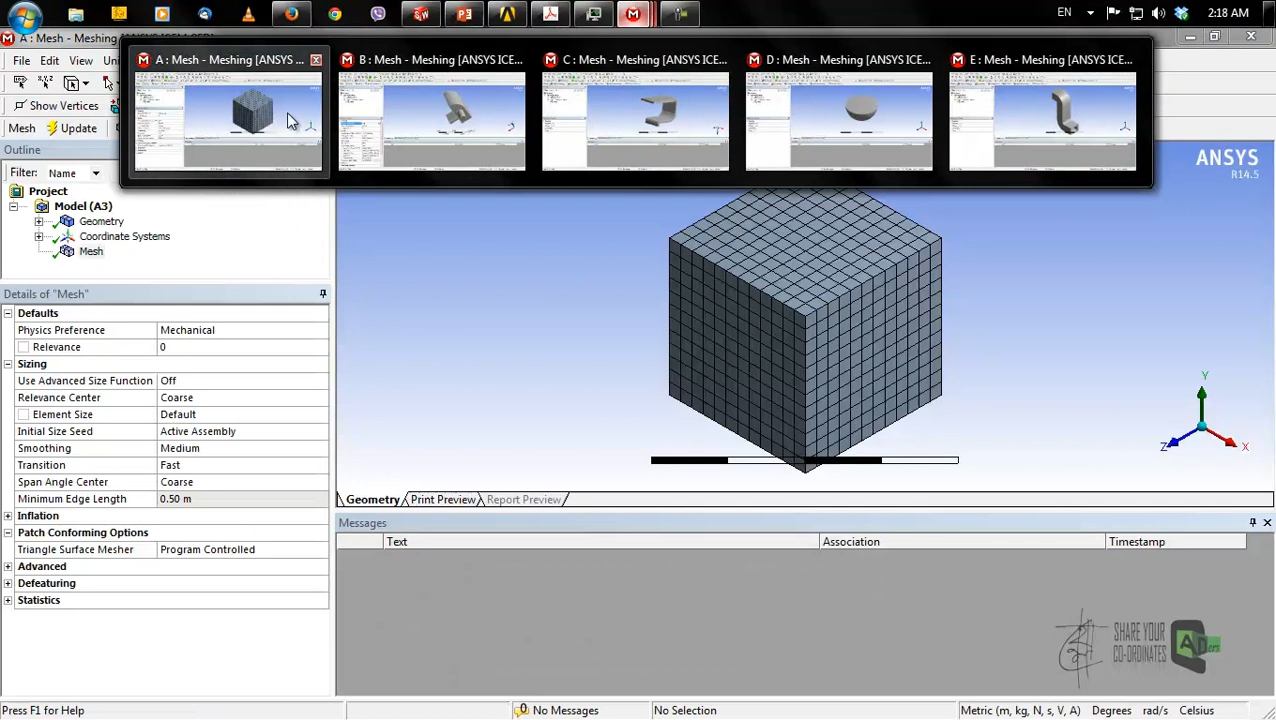 EN
2:18 AM
A : Mesh - Meshing [ANSYS ICEM CFD]
File Edit View
A : Mesh - Meshing [ANSYS ...
B : Mesh - Meshing [ANSYS ICE...
C : Mesh - Meshing [ANSYS ICE...
D : Mesh - Meshing [ANSYS ICE...
E : Mesh - Meshing [ANSYS ICE...
Show Vertices
Mesh Update
Outline
Filter: Name
Project
Model (A3)
Geometry
Coordinate Systems
Mesh
ANSYS
R14.5
Details of "Mesh"
Defaults
Physics Preference Mechanical
Relevance 0
Sizing
Use Advanced Size Function Off
Relevance Center Coarse
Element Size Default
Initial Size Seed Active Assembly
Smoothing Medium
Transition Fast
Span Angle Center Coarse
Minimum Edge Length 0.50 m
Inflation
Patch Conforming Options
Triangle Surface Mesher Program Controlled
Advanced
Defeaturing
Statistics
Y
Z
X
Geometry Print Preview Report Preview
Messages
Text Association Timestamp
SHARE YOUR
CO-ORDINATES
Press F1 for Help
0 No Messages
No Selection
Metric (m, kg, N, s, V, A) Degrees rad/s Celsius